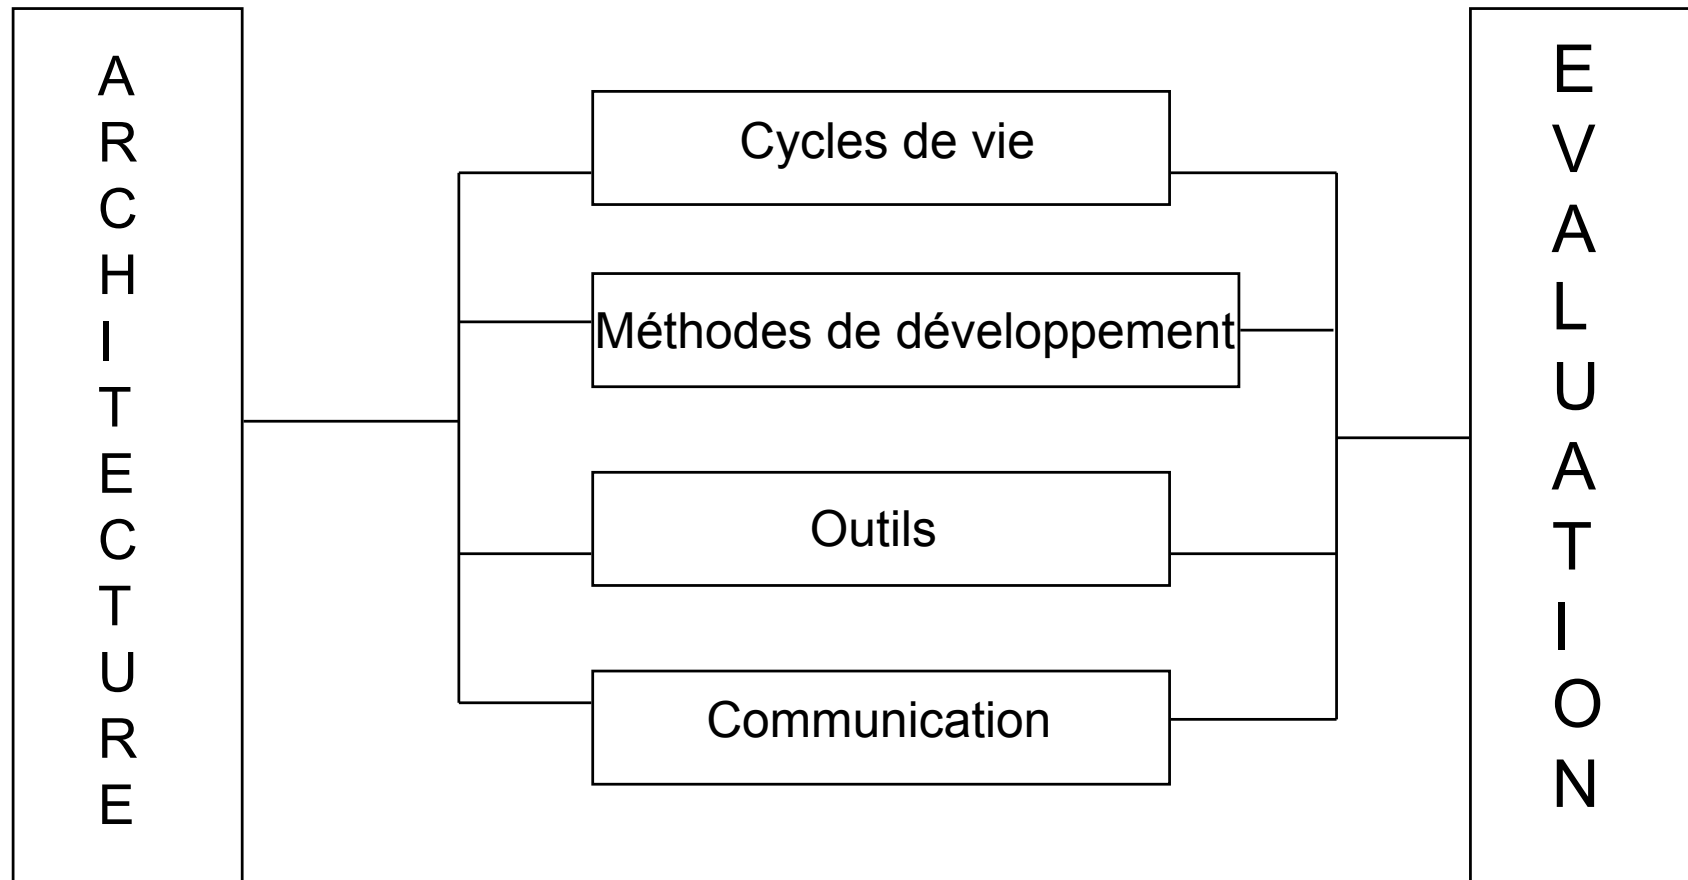 ARCHITECTURE
Cycles de vie
Méthodes de développement
Outils
Communication
EVALUATION